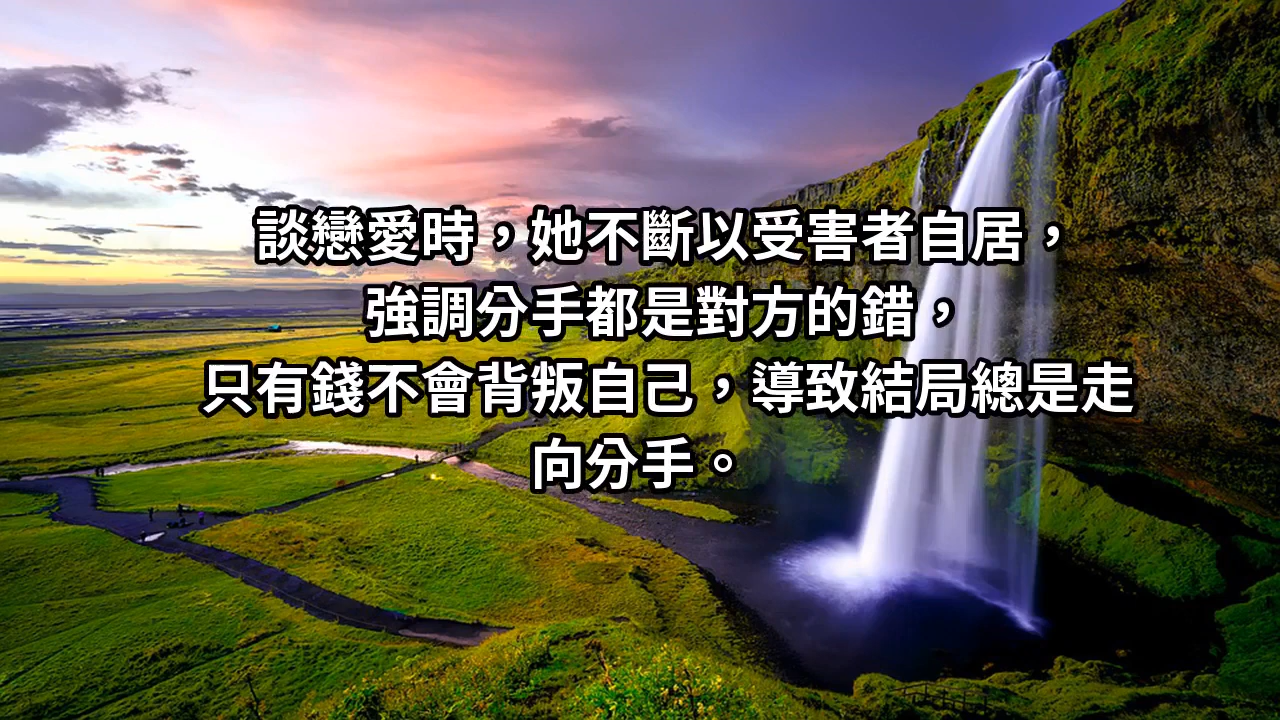 談戀愛時，她不斷以受害者自居，
強調分手都是對方的錯，
只有錢不會背叛自己，導致結局總是走
向分手。